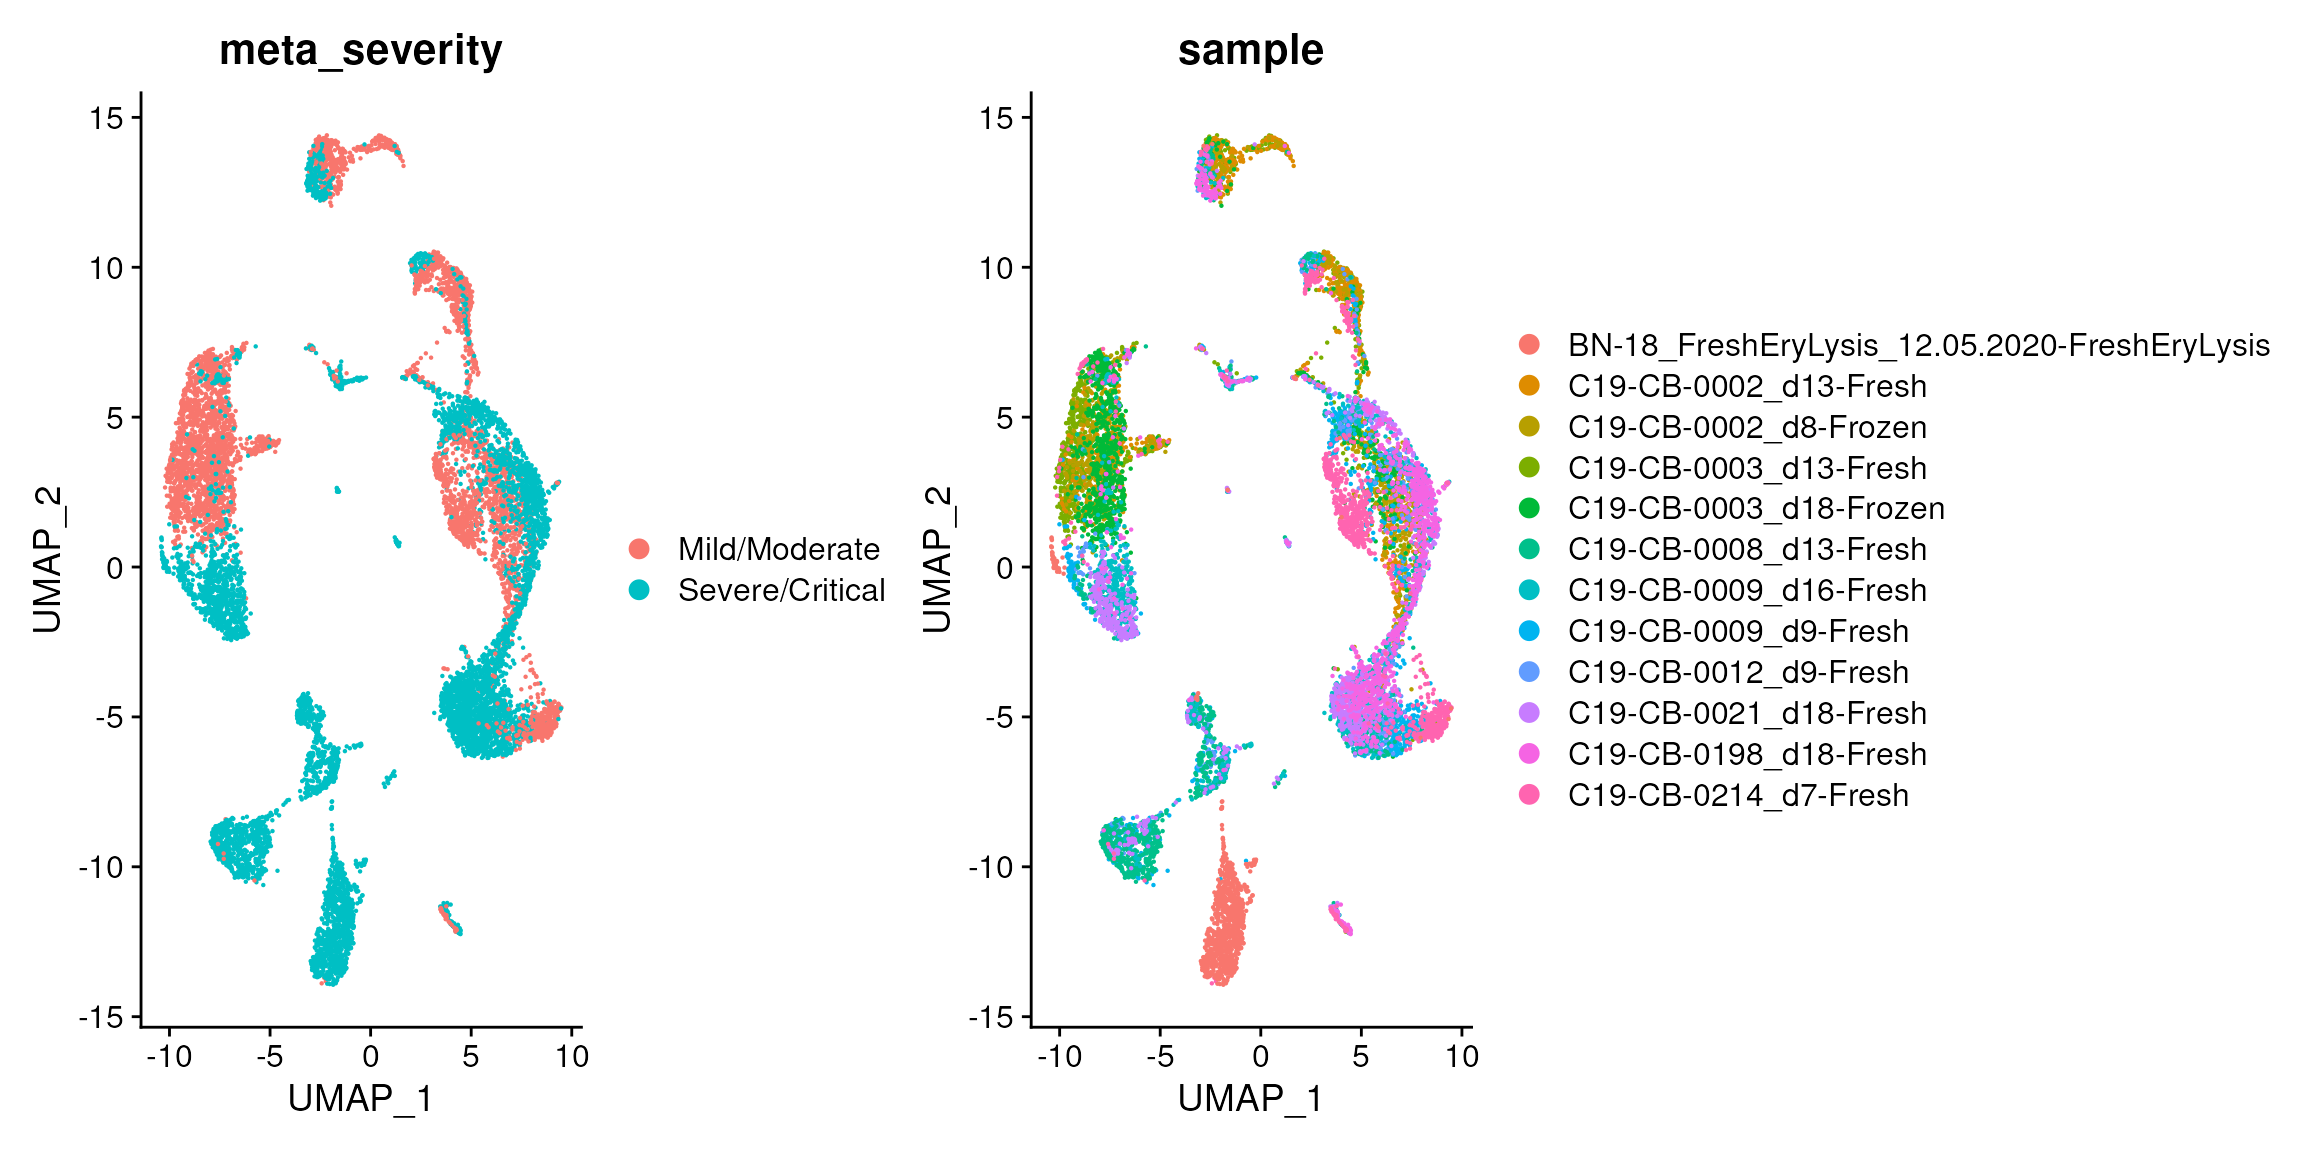 meta_severity
15
10
5
0
-5
-10
-15
UMAP_2
-10 -5 0 5 10
UMAP_1
Mild/Moderate
Severe/Critical
sample
15
10
5
0
-5
-10
-15
UMAP_2
-10 -5 0 5 10
UMAP_1
BN-18_FreshEryLysis_12.05.2020-FreshEryLysis
C19-CB-0002_d13-Fresh
C19-CB-0002_d8-Frozen
C19-CB-0003_d13-Fresh
C19-CB-0003_d18-Frozen
C19-CB-0008_d13-Fresh
C19-CB-0009_d16-Fresh
C19-CB-0009_d9-Fresh
C19-CB-0012_d9-Fresh
C19-CB-0021_d18-Fresh
C19-CB-0198_d18-Fresh
C19-CB-0214_d7-Fresh